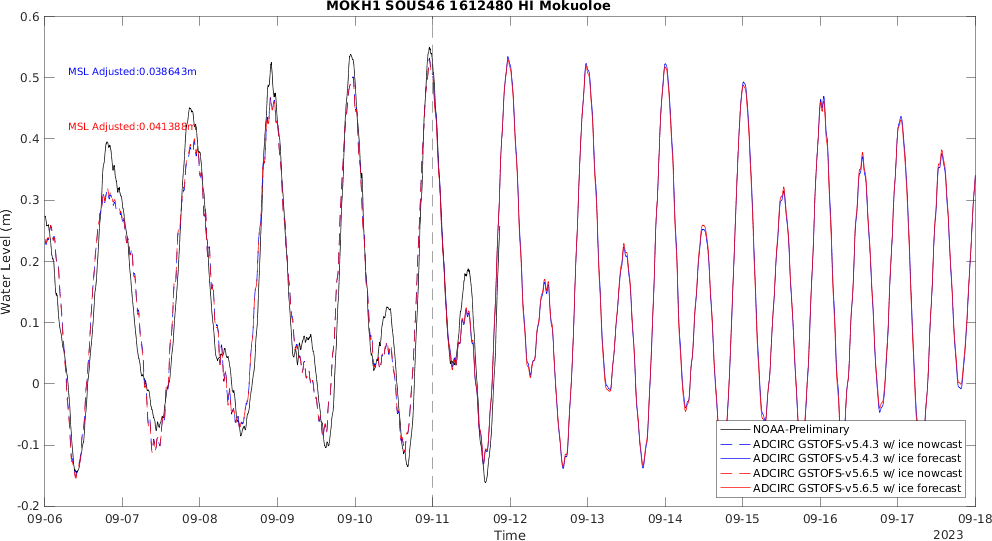 MOKH1 SOUS46 1612480 HI Mokuoloe
0.6
0.5
0.4
0.3
0.2
0.1
0
-0.1
-0.2
Water Level (m)
MSL Adjusted:0.038643m
MSL Adjusted:0.041388m
NOAA-Preliminary
ADCIRC GSTOFS-v5.4.3 w/ ice nowcast
ADCIRC GSTOFS-v5.4.3 w/ ice forecast
ADCIRC GSTOFS-v5.6.5 w/ ice nowcast
ADCIRC GSTOFS-v5.6.5 w/ ice forecast
09-06 09-07 09-08 09-09 09-10 09-11 09-12 09-13 09-14 09-15 09-16 09-17 09-18
Time
2023